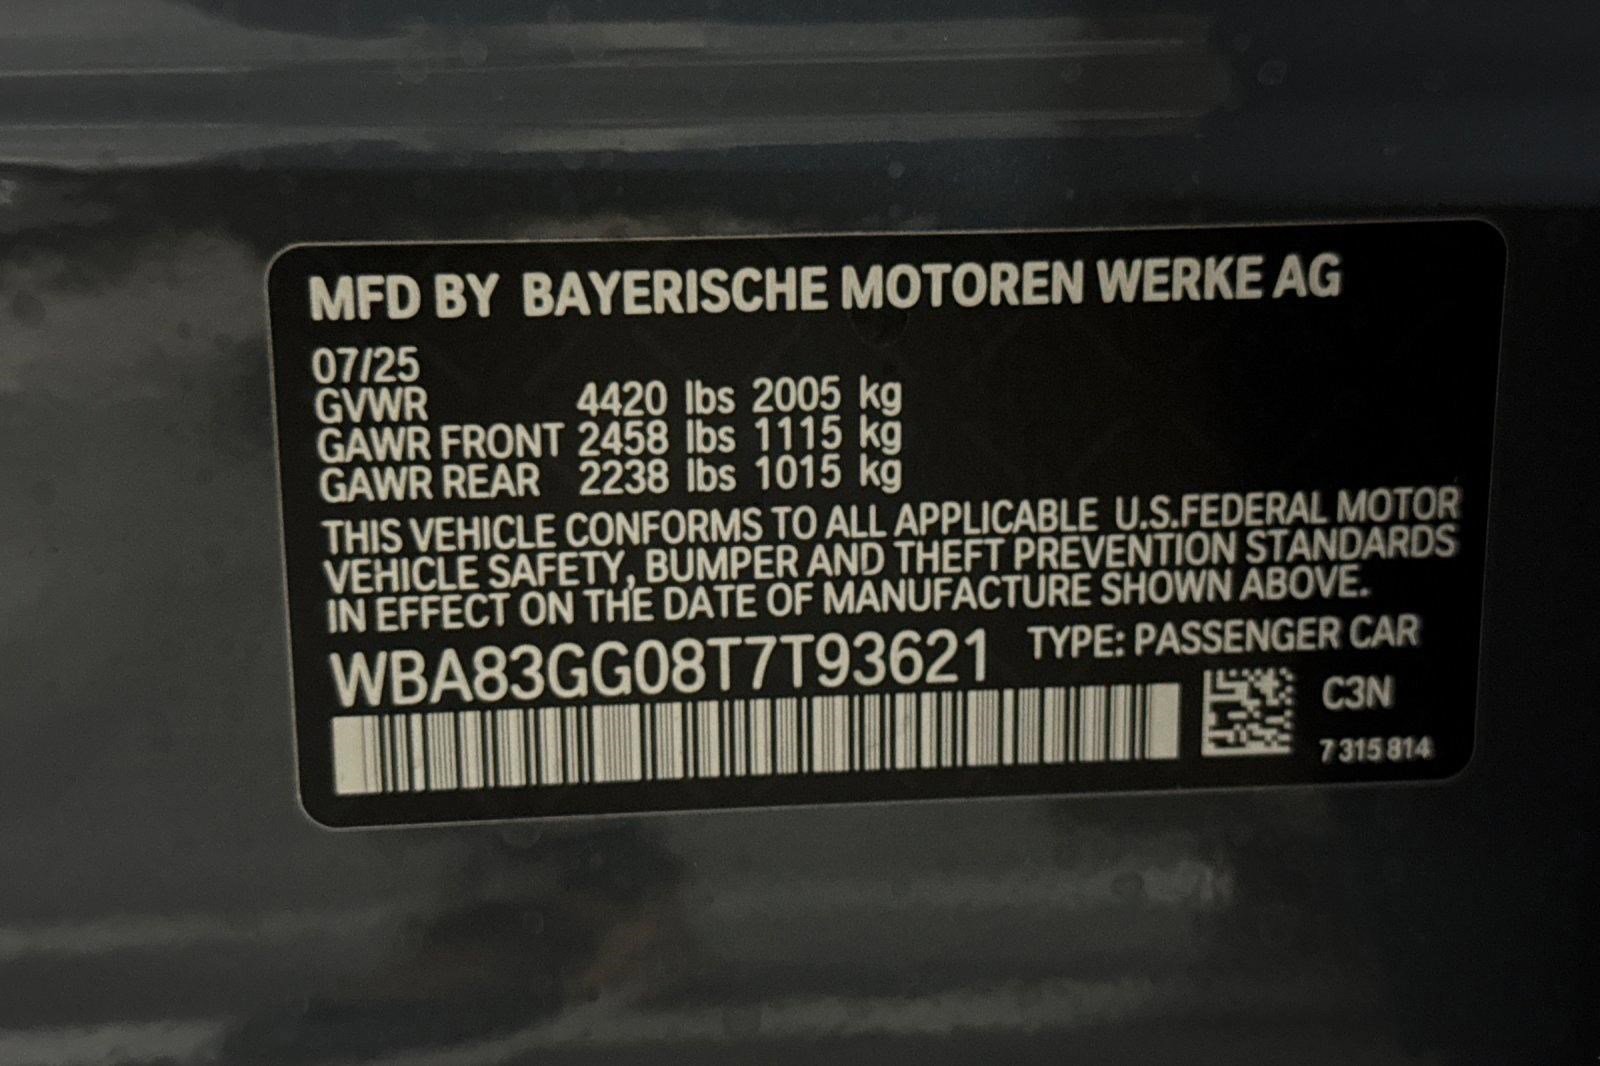 MFD BY BAYERISCHE MOTOREN WERKE AG
07/25
GVWR 4420 lbs 2005 kg
GAWR FRONT 2458 lbs 1115 kg
GAWR REAR 2238 lbs 1015 kg
THIS VEHICLE CONFORMS TO ALL APPLICABLE U.S.FEDERAL MOTOR
VEHICLE SAFETY, BUMPER AND THEFT PREVENTION STANDARDS
IN EFFECT ON THE DATE OF MANUFACTURE SHOWN ABOVE.
WBA83GG08T7T93621 TYPE: PASSENGER CAR
C3N
7 315 814